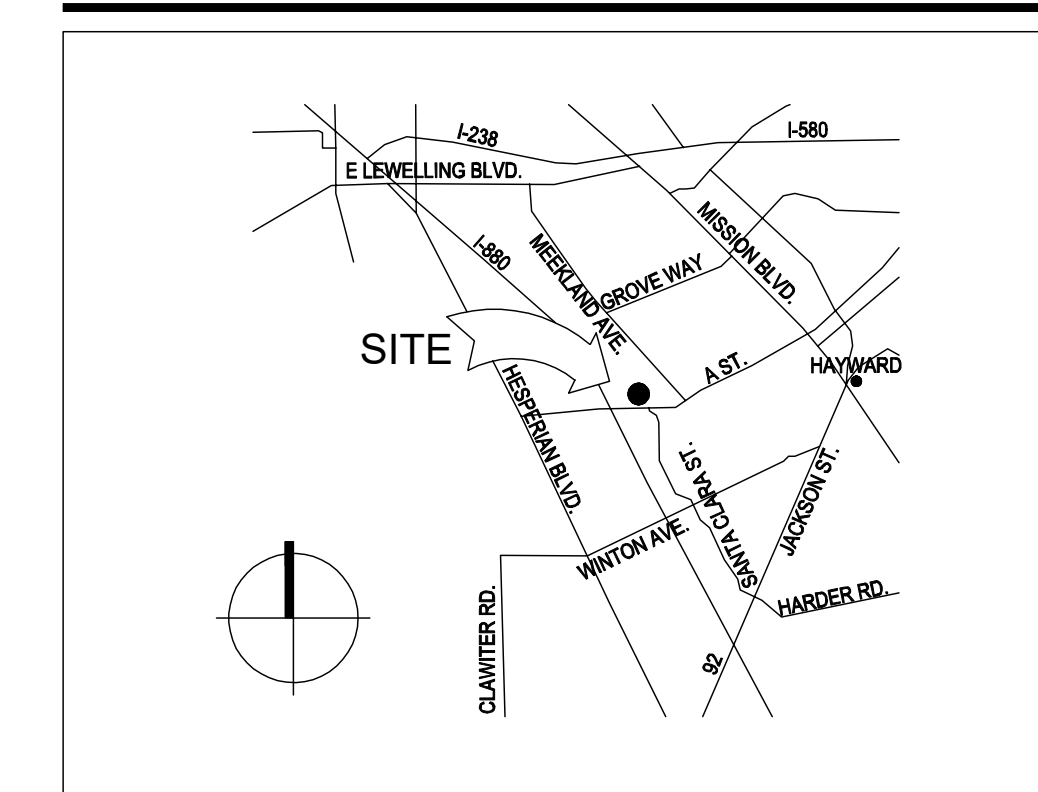 I-238
I-580
E LEWELLING BLVD.
MISSION BLVD.
I-880
MEEKLAND AVE.
GROVE WAY
SITE
A ST.
HAYWARD
HESPERIAN BLVD.
SANTA CLARA ST.
JACKSON ST.
WINTON AVE.
CLAWITER RD.
HARDER RD.
92